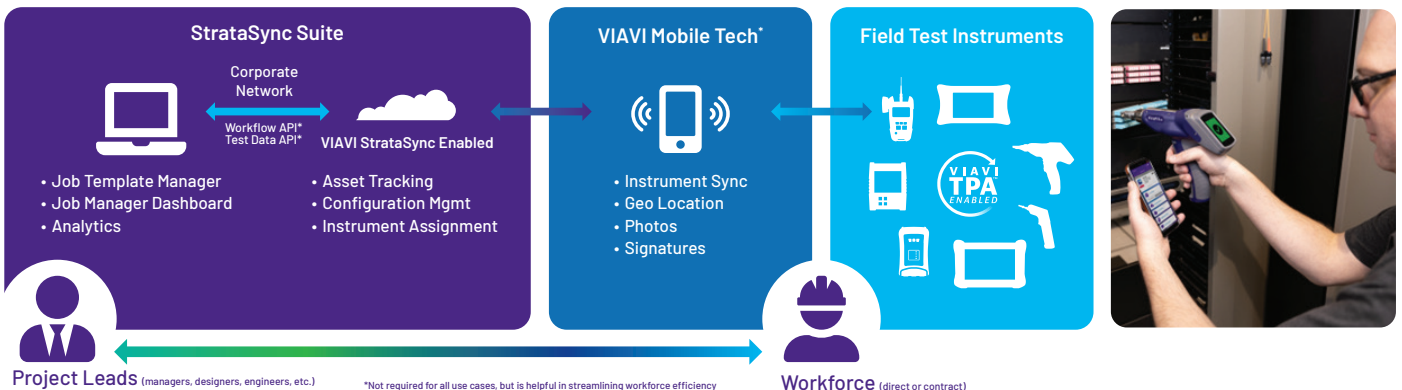 StrataSync Suite
Corporate
Network
Workflow API*
Test Data API*
VIAVI StrataSync Enabled
• Job Template Manager
• Job Manager Dashboard
• Analytics
• Asset Tracking
• Configuration Mgmt
• Instrument Assignment
VIAVI Mobile Tech*
• Instrument Sync
• Geo Location
• Photos
• Signatures
Field Test Instruments
VIAVI
TPA
ENABLED
Project Leads (managers, designers, engineers, etc.)
*Not required for all use cases, but is helpful in streamlining workforce efficiency
Workforce (direct or contract)